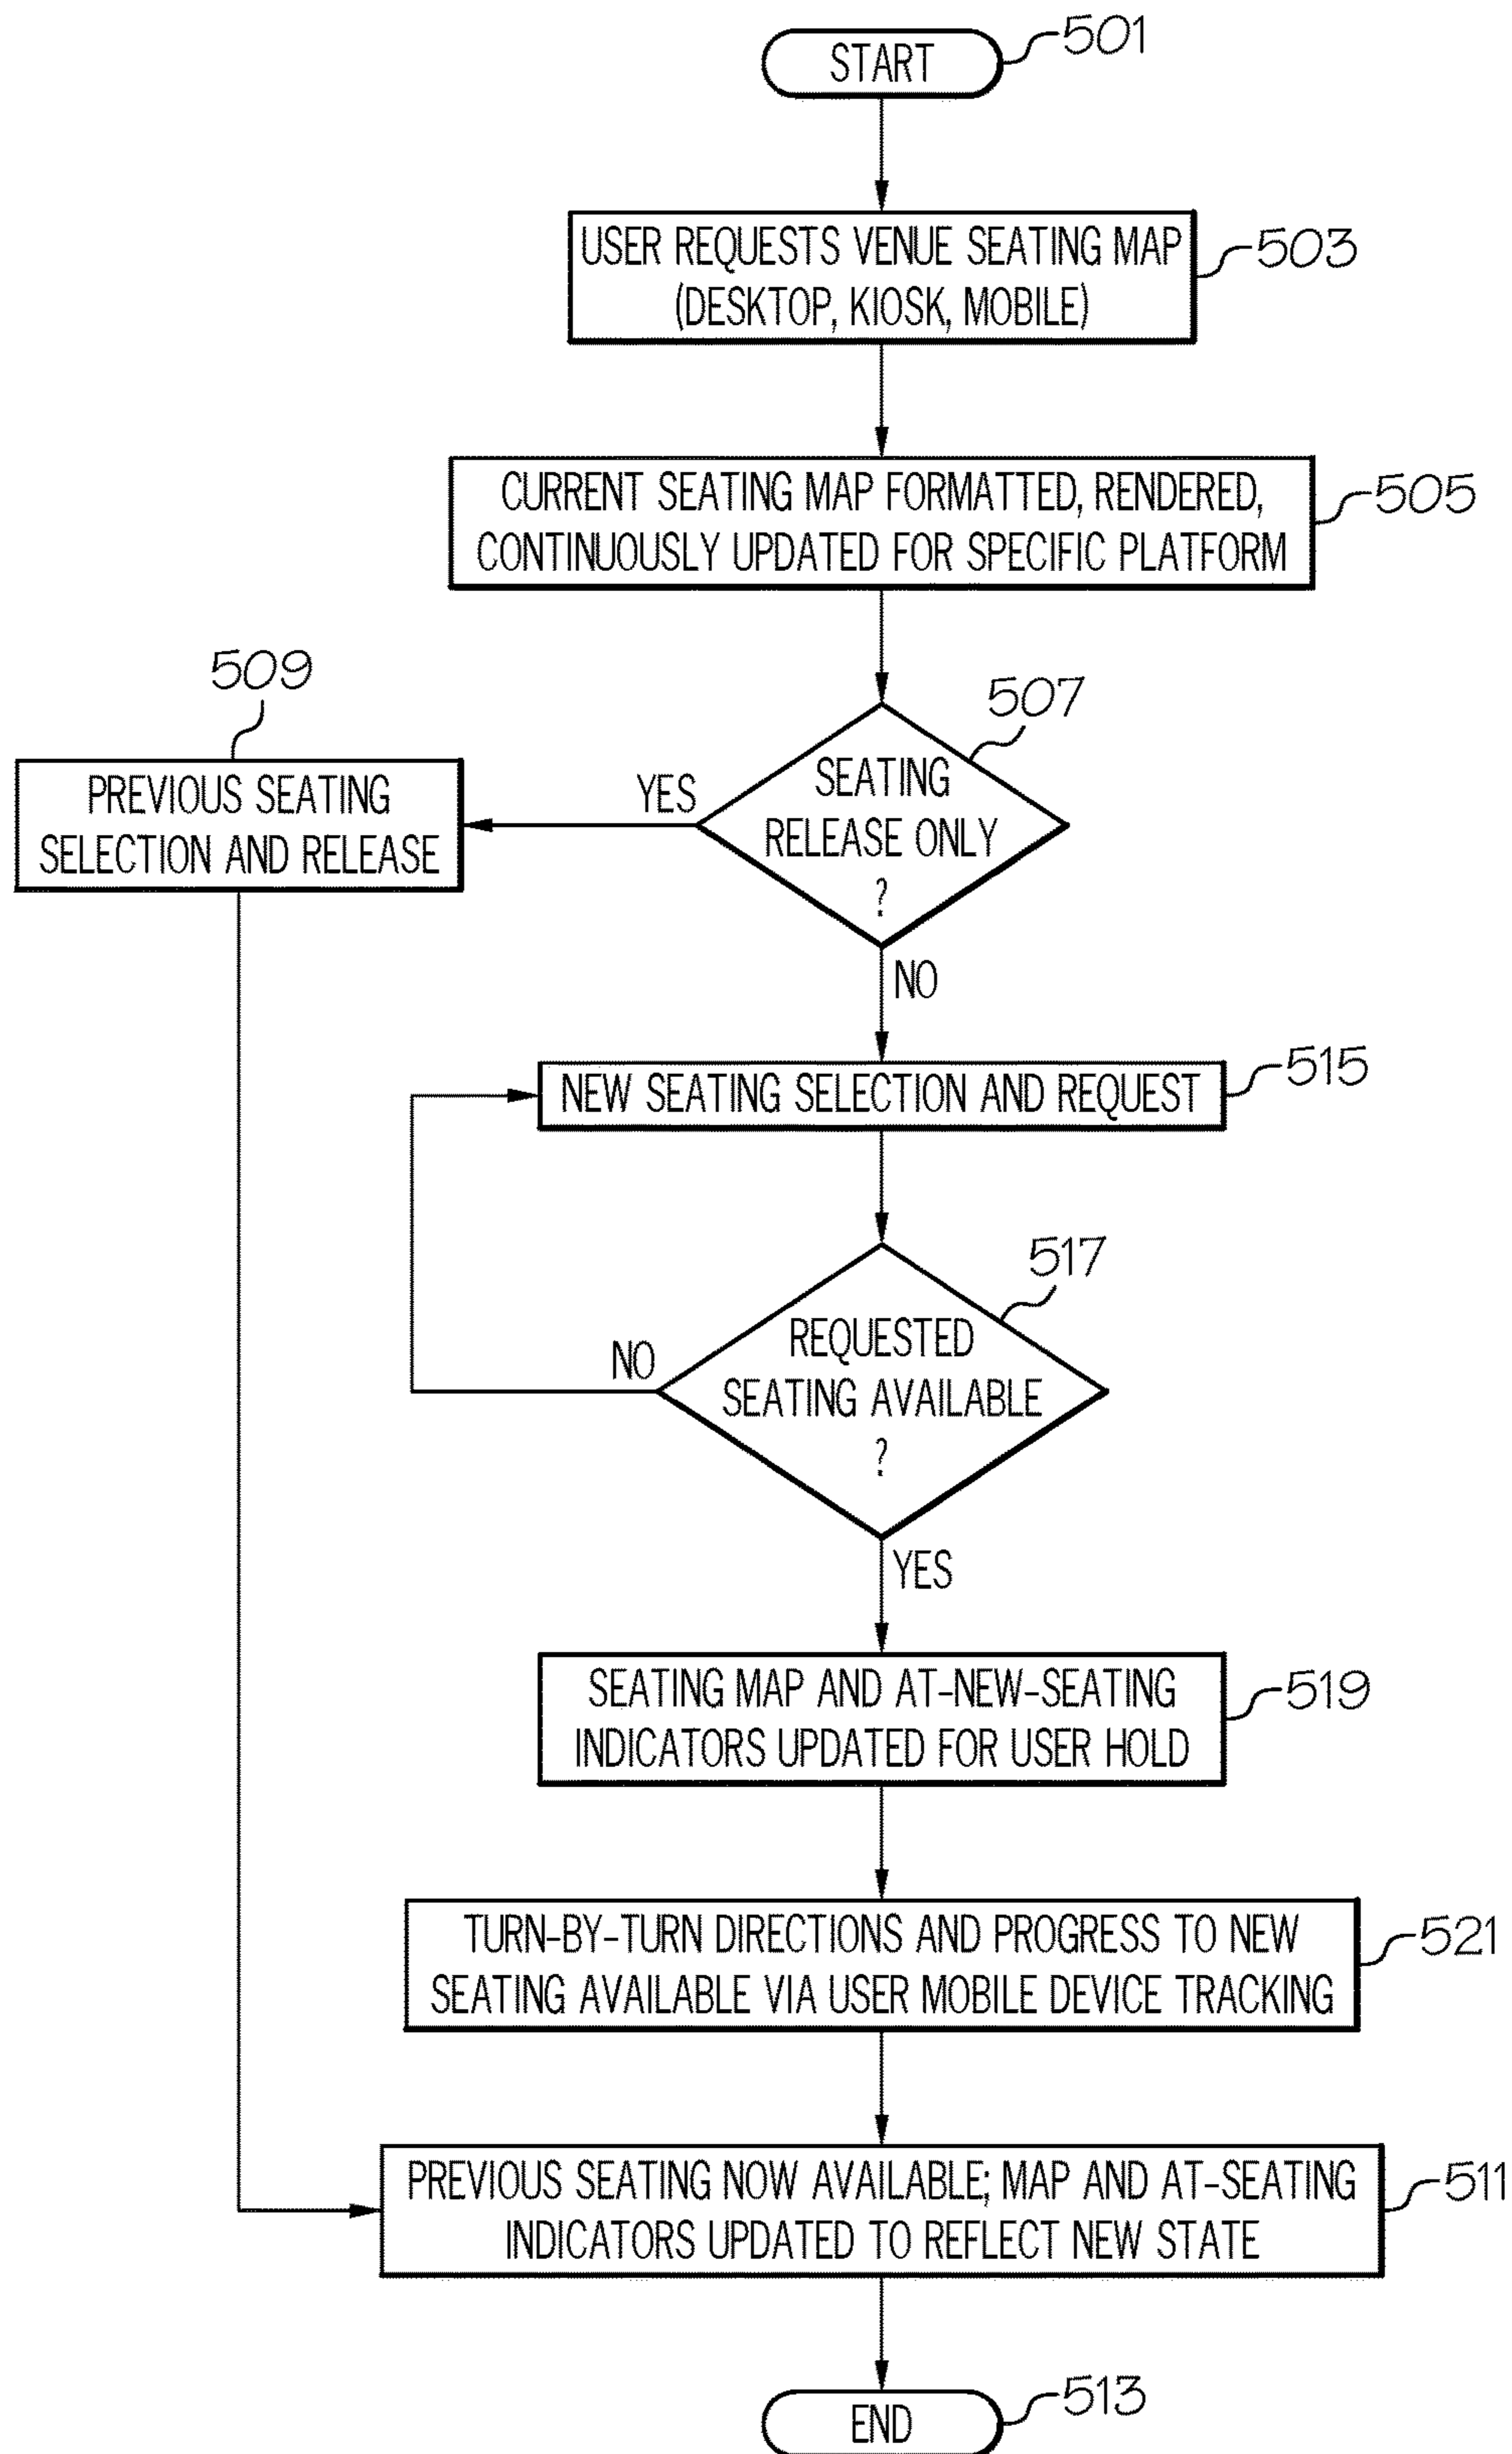 START
501
USER REQUESTS VENUE SEATING MAP
(DESKTOP, KIOSK, MOBILE)
503
CURRENT SEATING MAP FORMATTED, RENDERED,
CONTINUOUSLY UPDATED FOR SPECIFIC PLATFORM
505
509
PREVIOUS SEATING
SELECTION AND RELEASE
YES
507
SEATING
RELEASE ONLY
?
NO
NEW SEATING SELECTION AND REQUEST
515
517
REQUESTED
SEATING AVAILABLE
?
NO
YES
SEATING MAP AND AT-NEW-SEATING
INDICATORS UPDATED FOR USER HOLD
519
TURN-BY-TURN DIRECTIONS AND PROGRESS TO NEW
SEATING AVAILABLE VIA USER MOBILE DEVICE TRACKING
521
PREVIOUS SEATING NOW AVAILABLE; MAP AND AT-SEATING
INDICATORS UPDATED TO REFLECT NEW STATE
511
END
513